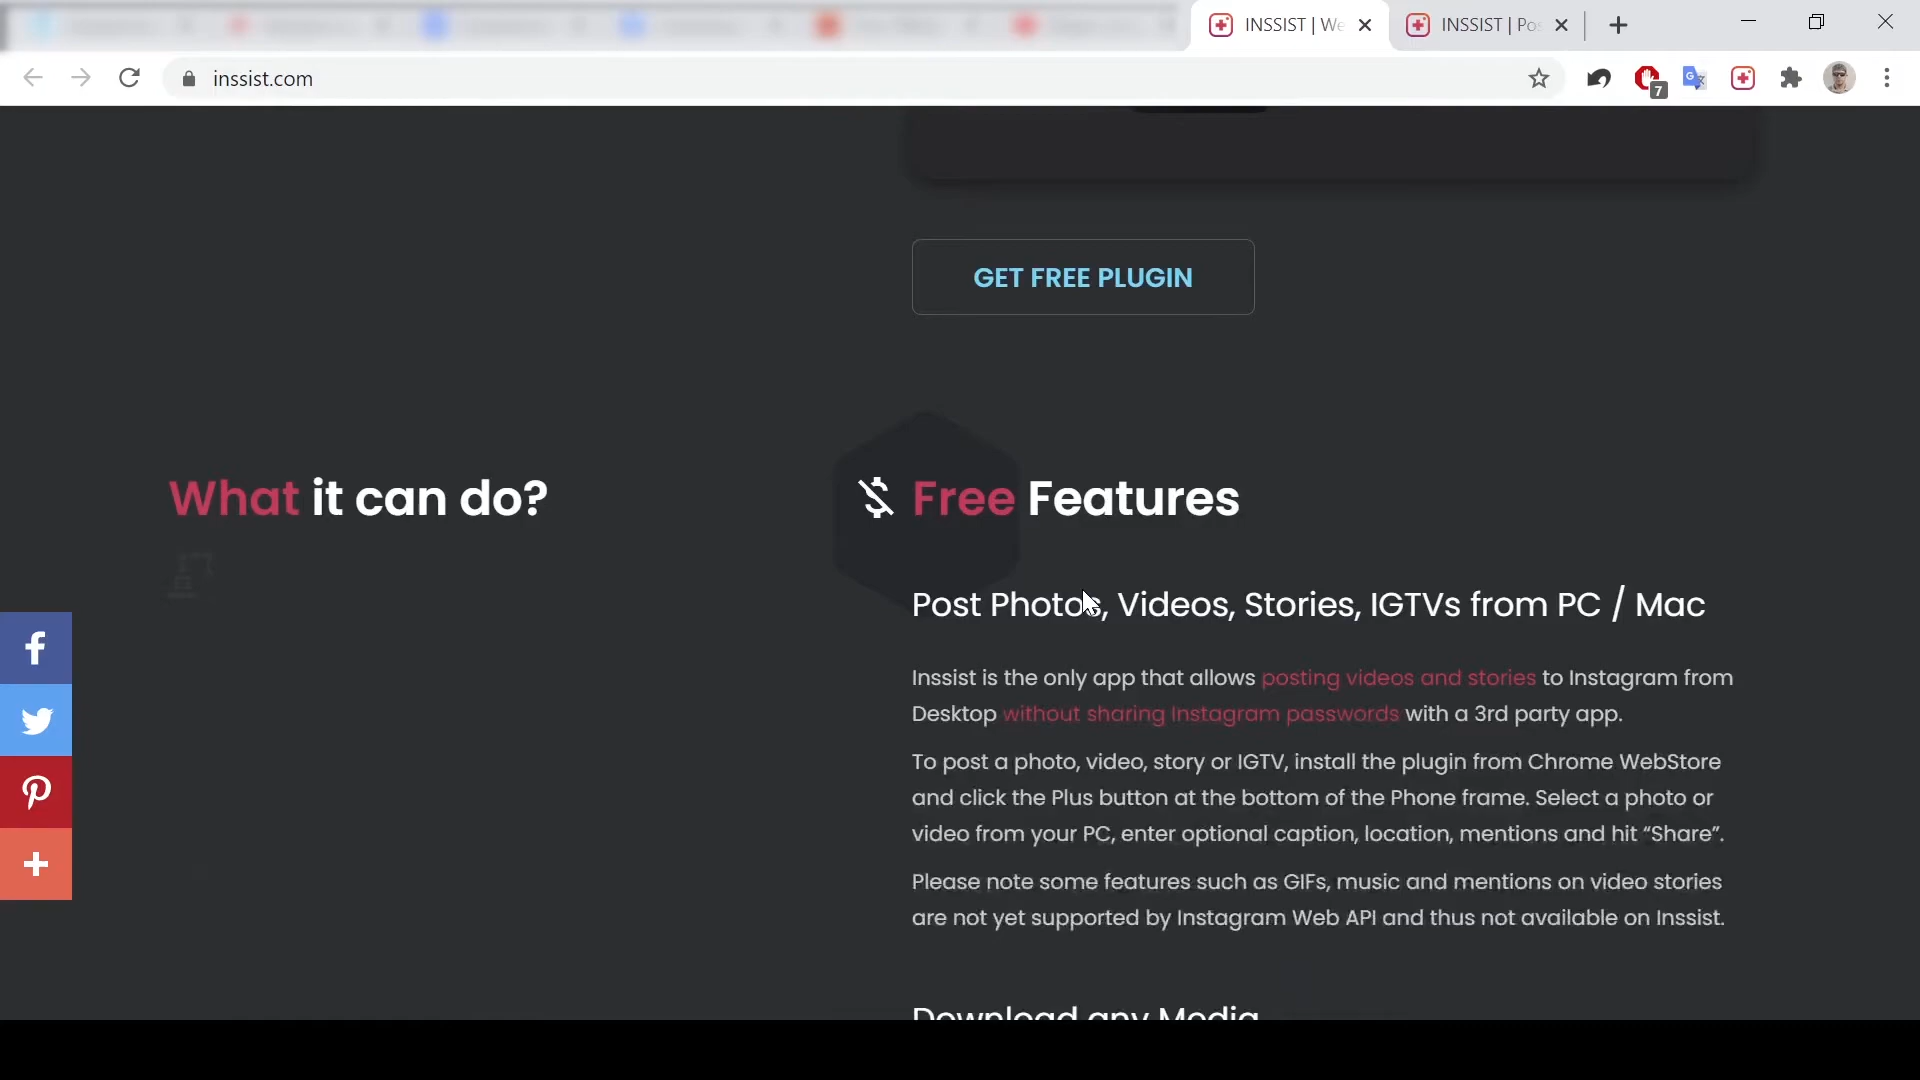 INSSIST | We
INSSIST | Pos
inssist.com
7
GET FREE PLUGIN
What it can do?
Free Features
Post Photos, Videos, Stories, IGTVs from PC / Mac
Inssist is the only app that allows posting videos and stories to Instagram from
Desktop without sharing Instagram passwords with a 3rd party app.
To post a photo, video, story or IGTV, install the plugin from Chrome WebStore
and click the Plus button at the bottom of the Phone frame. Select a photo or
video from your PC, enter optional caption, location, mentions and hit “Share”.
Please note some features such as GIFs, music and mentions on video stories
are not yet supported by Instagram Web API and thus not available on Inssist.
Download any Media